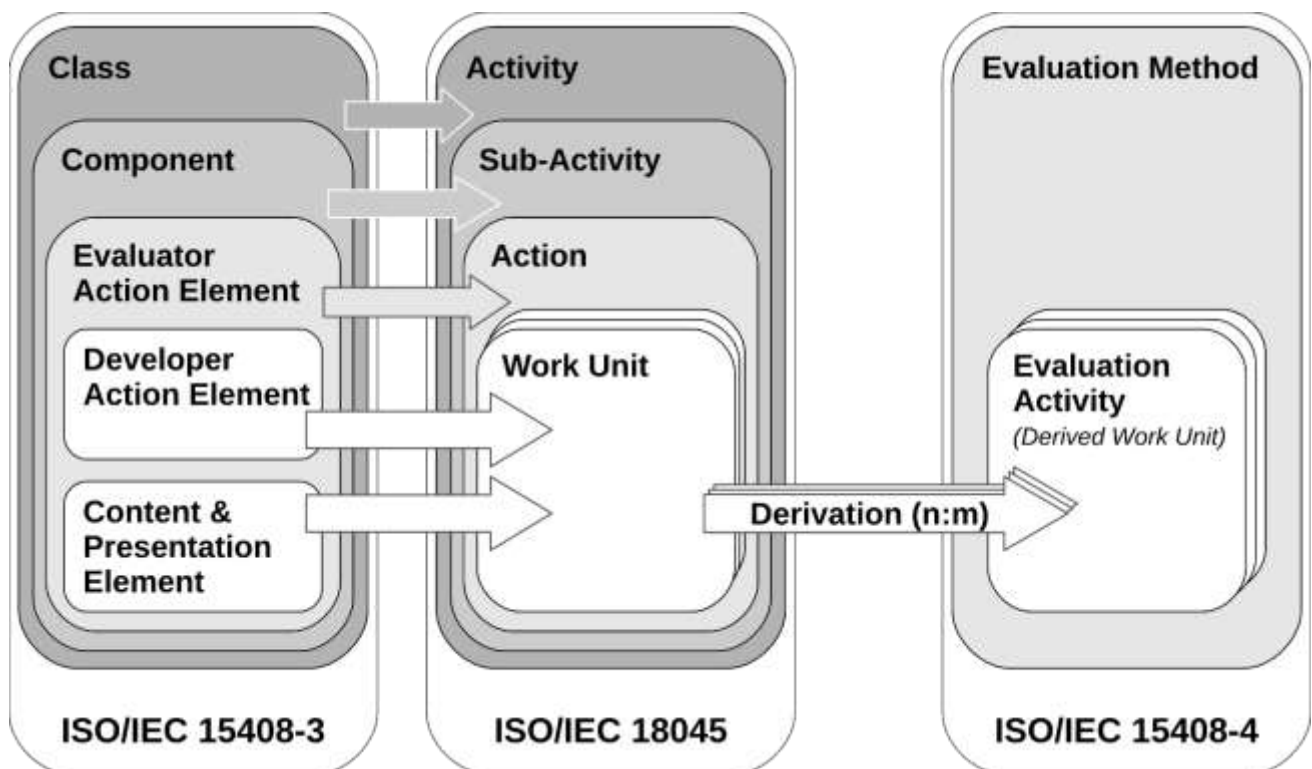 Class
Component
Evaluator
Action Element
Developer
Action Element
Content &
Presentation
Element
ISO/IEC 15408-3
Activity
Sub-Activity
Action
Work Unit
ISO/IEC 18045
Derivation (n:m)
Evaluation Method
Evaluation
Activity
(Derived Work Unit)
ISO/IEC 15408-4